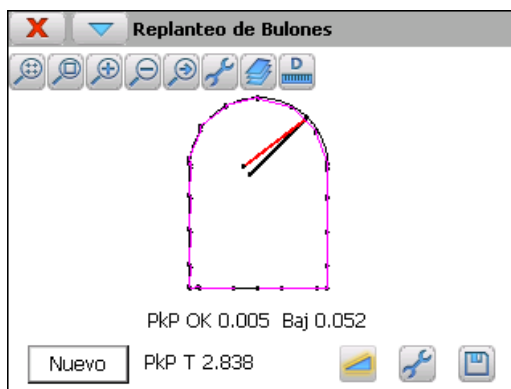 Replanteo de Bulones
D
PkP OK 0.005 Baj 0.052
Nuevo PkP T 2.838